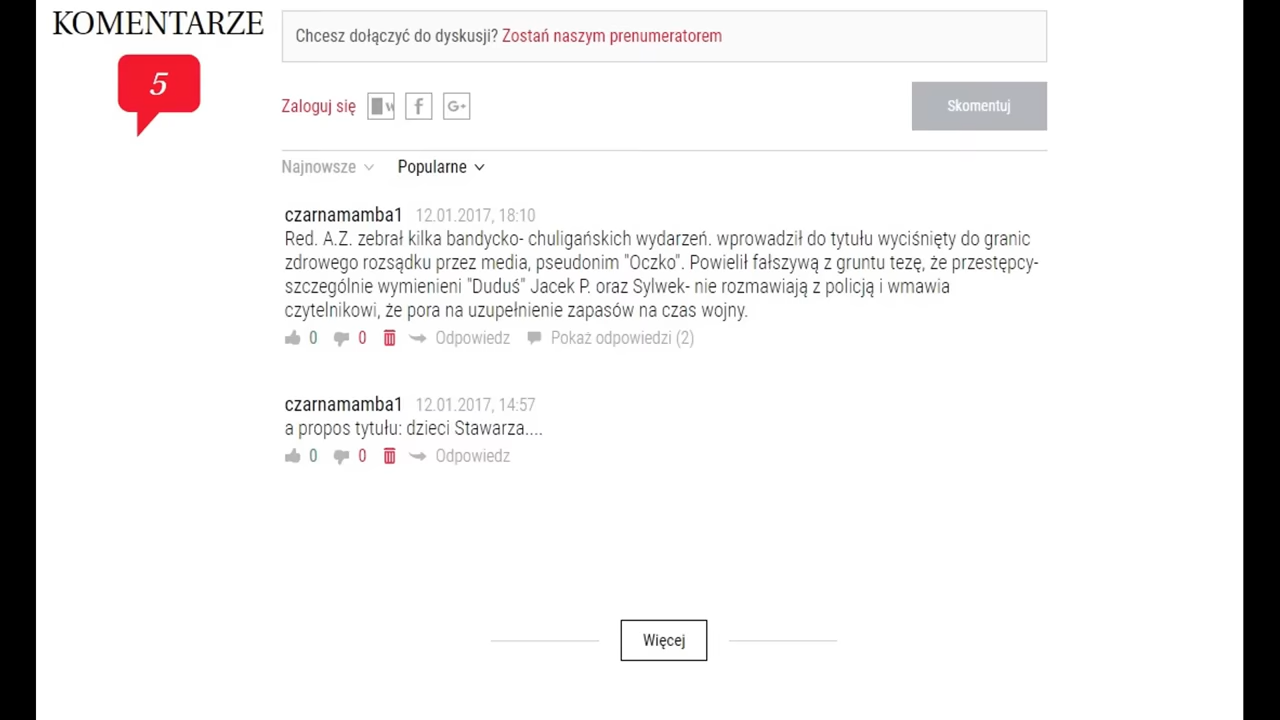 KOMENTARZE
5
Chcesz dołączyć do dyskusji? Zostań naszym prenumeratorem
Zaloguj się W f G+
Skomentuj
Najnowsze Popularne
czarnamamba1 12.01.2017, 18:10
Red. A.Z. zebrał kilka bandycko- chuligańskich wydarzeń. wprowadził do tytułu wyciśnięty do granic
zdrowego rozsądku przez media, pseudonim "Oczko". Powielił fałszywą z gruntu tezę, że przestępcy-
szczególnie wymienieni "Duduś" Jacek P. oraz Sylwek- nie rozmawiają z policją i wmawia
czytelnikowi, że pora na uzupełnienie zapasów na czas wojny.
0 0 Odpowiedz Pokaż odpowiedzi (2)
czarnamamba1 12.01.2017, 14:57
a propos tytułu: dzieci Stawarza....
0 0 Odpowiedz
Więcej